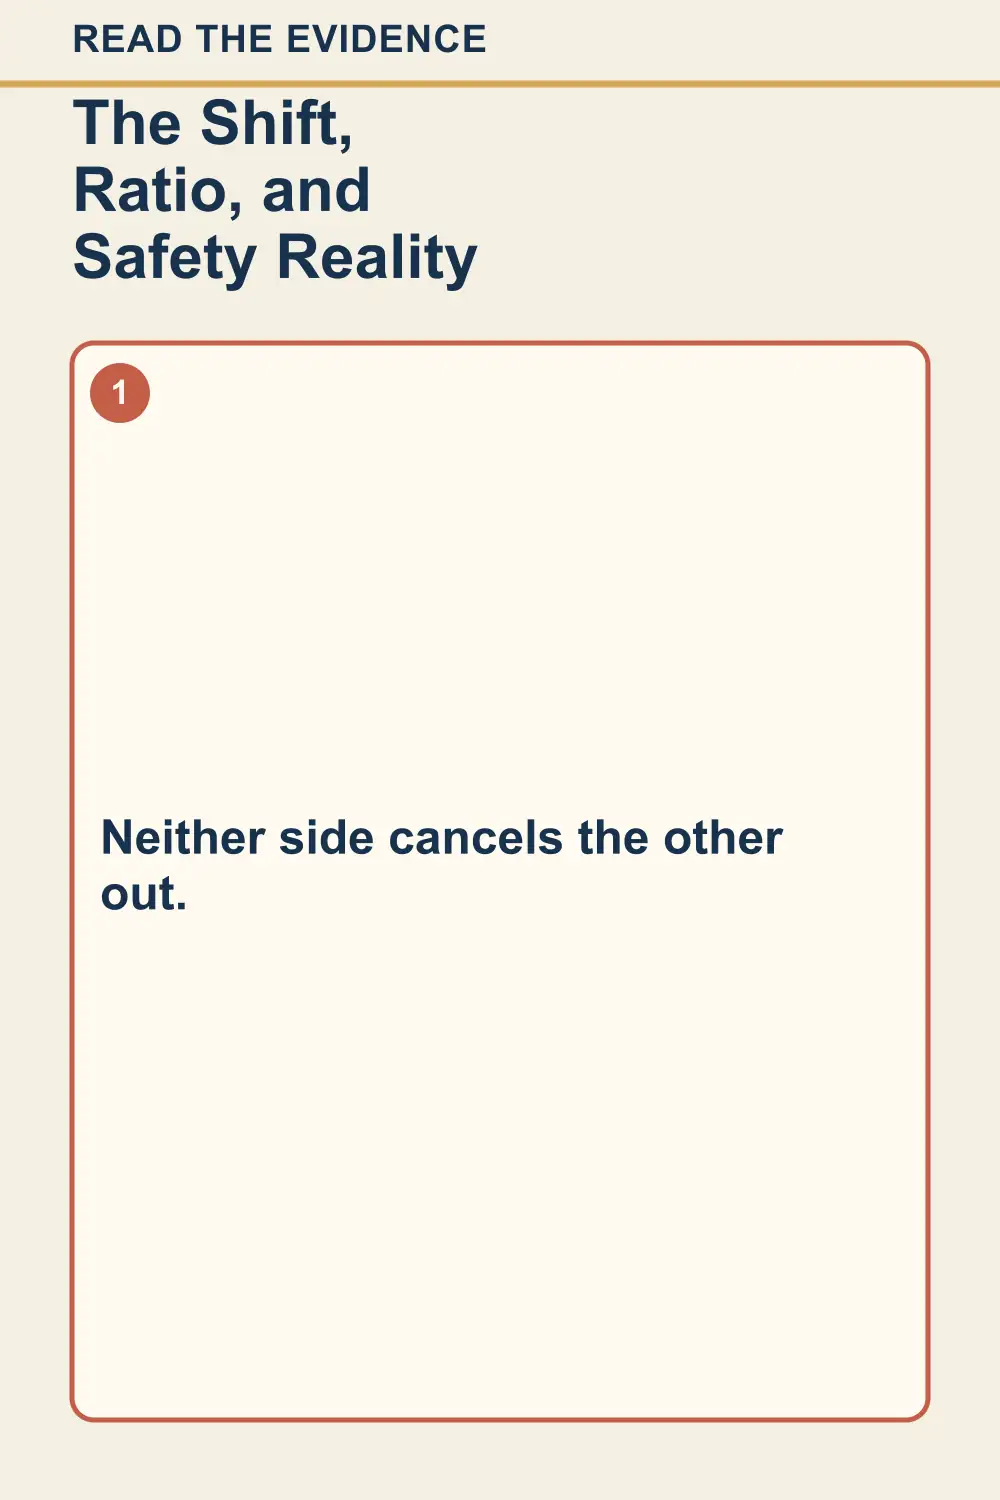 READ THE EVIDENCE
The Shift,
Ratio, and
Safety Reality
1
Neither side cancels the other
out.